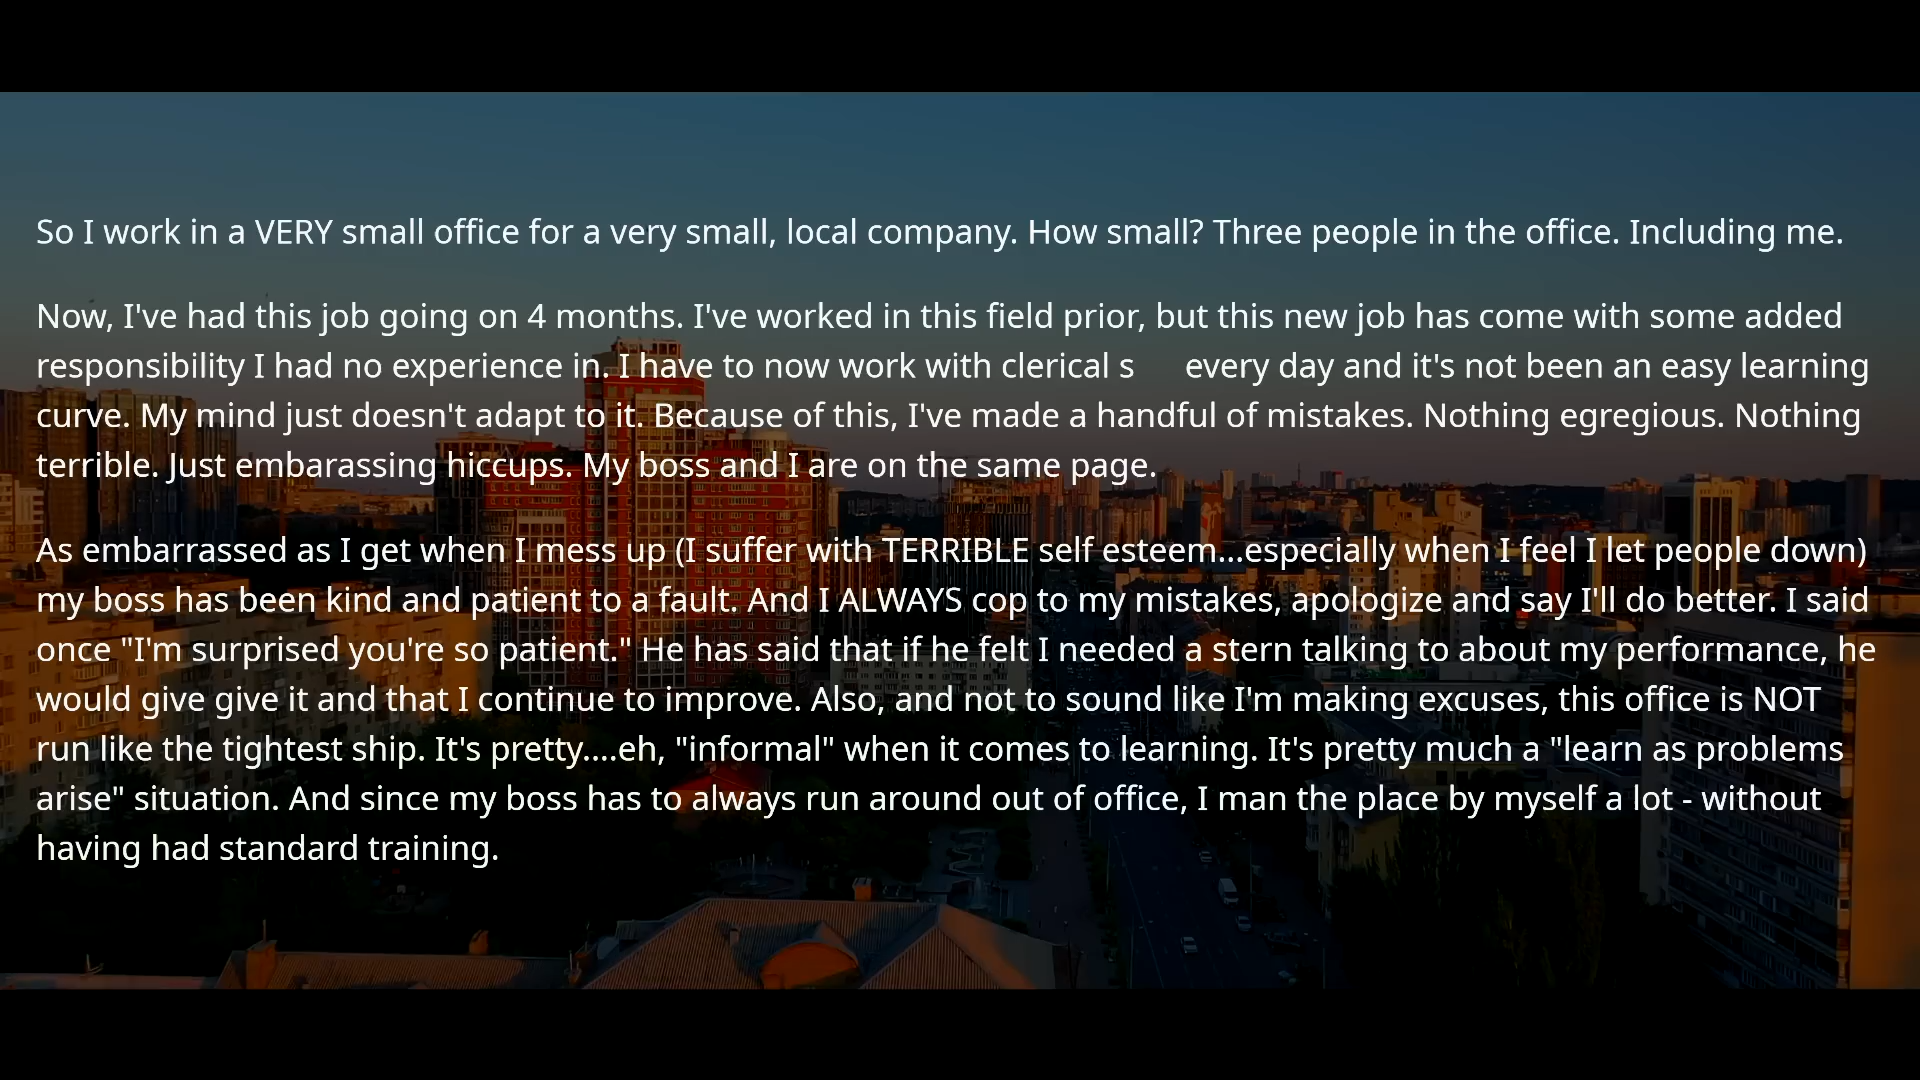 So I work in a VERY small office for a very small, local company. How small? Three people in the office. Including me.
Now, I've had this job going on 4 months. I've worked in this field prior, but this new job has come with some added
responsibility I had no experience in. I have to now work with clerical s every day and it's not been an easy learning
curve. My mind just doesn't adapt to it. Because of this, I've made a handful of mistakes. Nothing egregious. Nothing
terrible. Just embarassing hiccups. My boss and I are on the same page.
As embarrassed as I get when I mess up (I suffer with TERRIBLE self esteem...especially when I feel I let people down)
my boss has been kind and patient to a fault. And I ALWAYS cop to my mistakes, apologize and say I'll do better. I said
once "I'm surprised you're so patient." He has said that if he felt I needed a stern talking to about my performance, he
would give give it and that I continue to improve. Also, and not to sound like I'm making excuses, this office is NOT
run like the tightest ship. It's pretty....eh, "informal" when it comes to learning. It's pretty much a "learn as problems
arise" situation. And since my boss has to always run around out of office, I man the place by myself a lot - without
having had standard training.